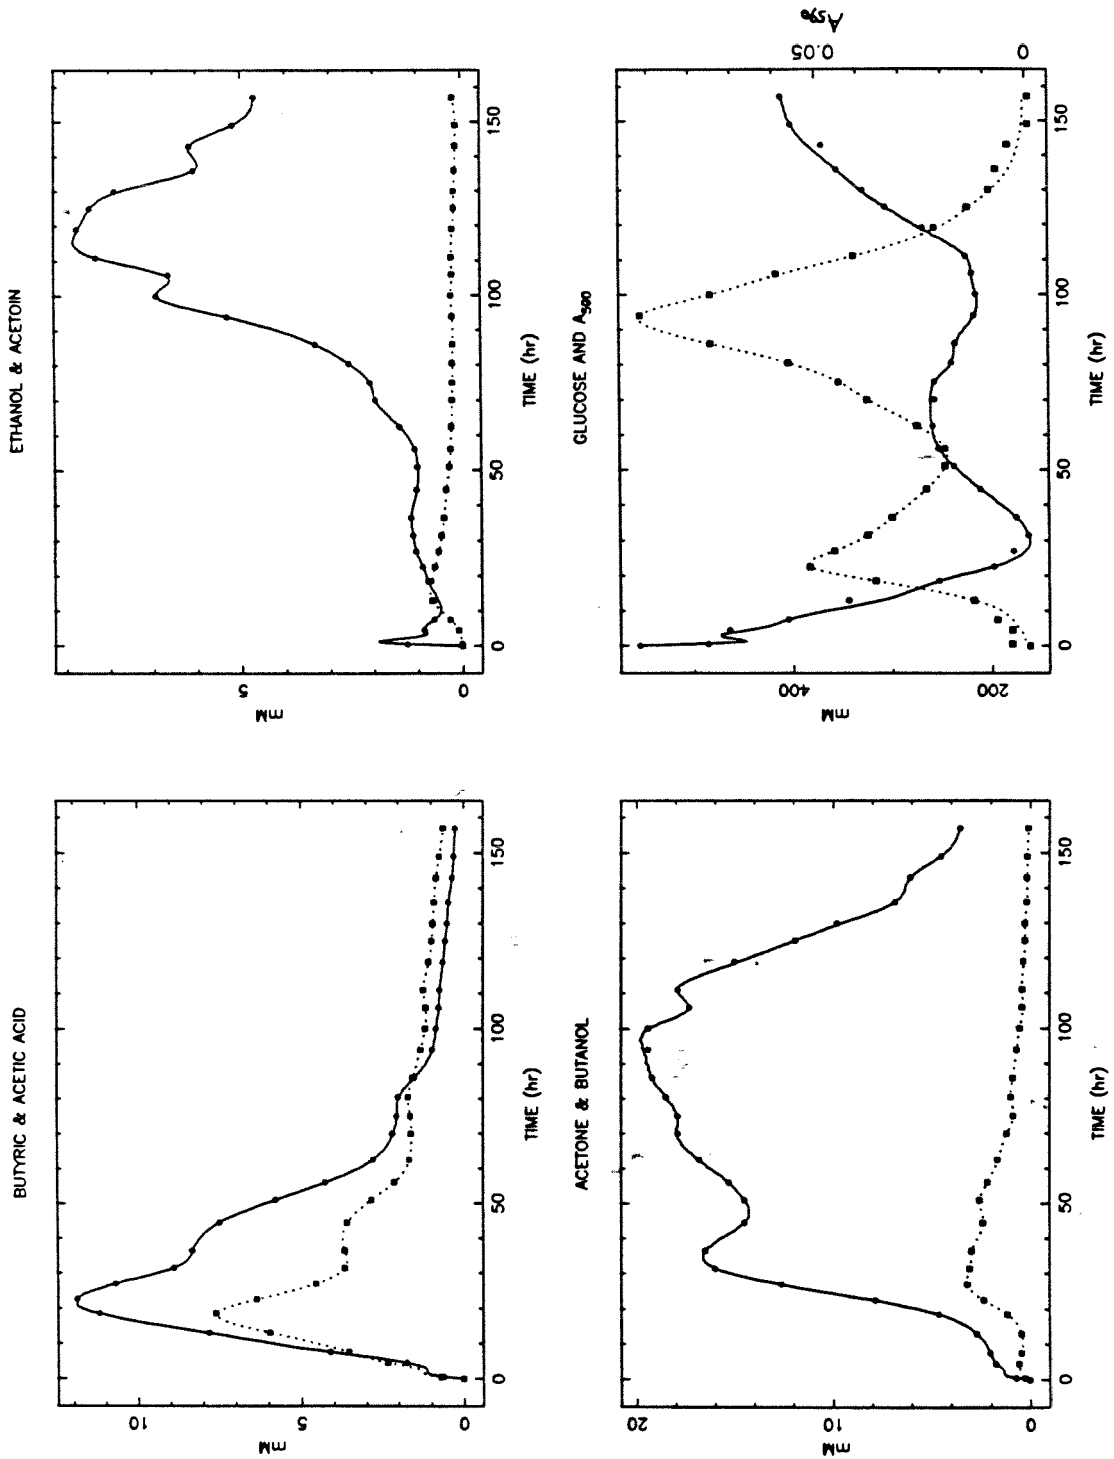 BUTYRIC & ACETIC ACID
10
5
0
mM
0 50 100 150
TIME (hr)
ETHANOL & ACETOIN
5
0
mM
0 50 100 150
TIME (hr)
ACETONE & BUTANOL
20
10
0
mM
0 50 100 150
TIME (hr)
GLUCOSE AND A590
400
200
mM
0.05
0
A590
0 50 100 150
TIME (hr)